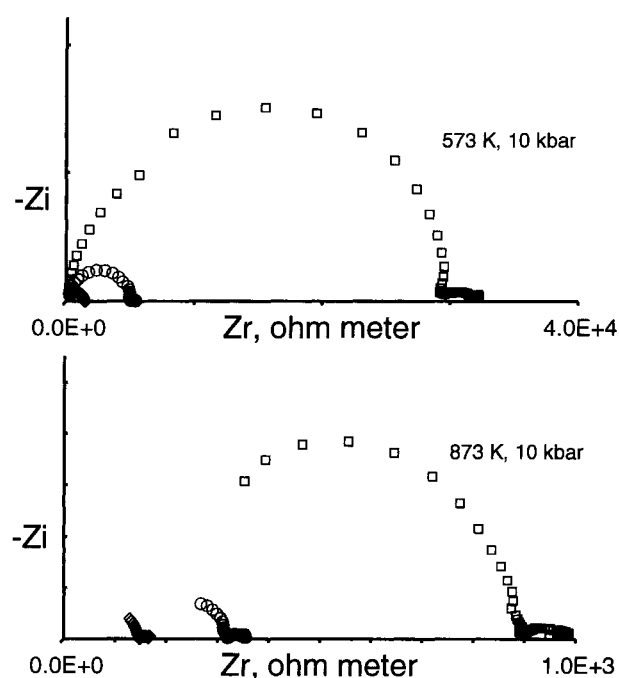 573 K, 10 kbar
-Zi
0.0E+0
Zr, ohm meter
4.0E+4
873 K, 10 kbar
-Zi
0.0E+0
Zr, ohm meter
1.0E+3